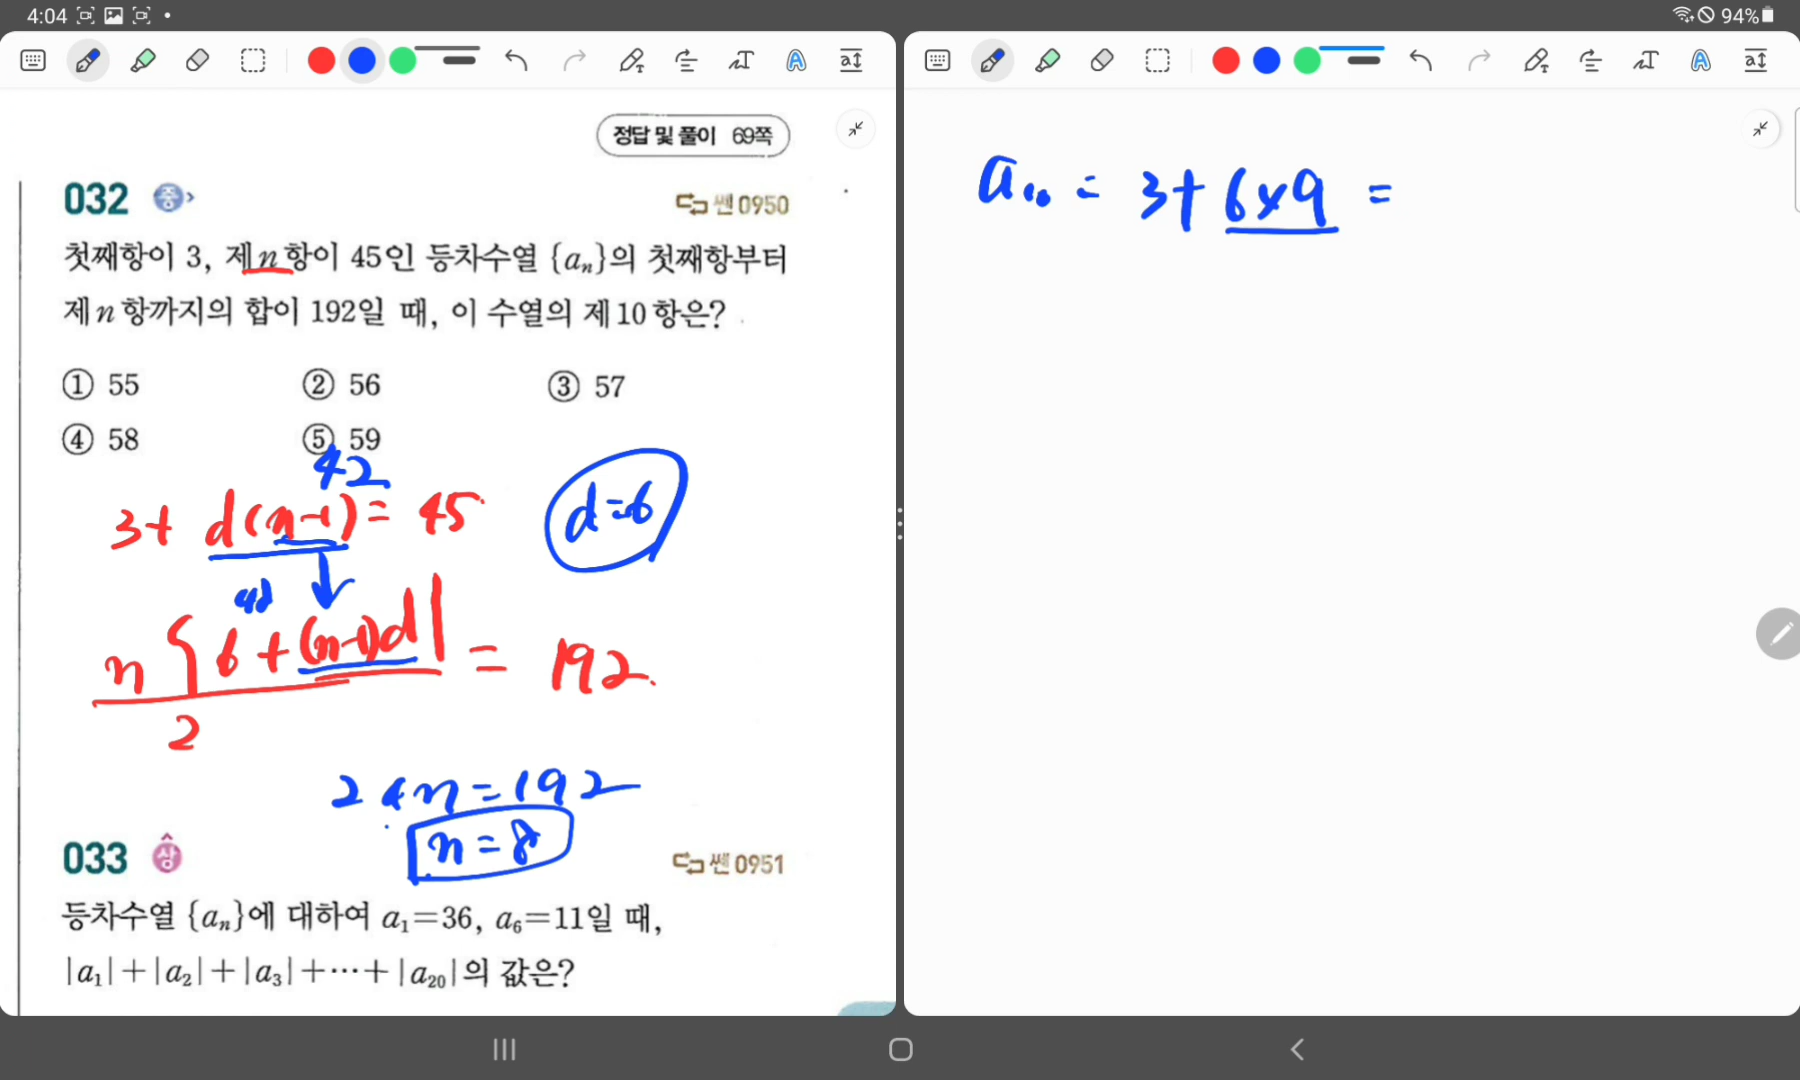 4:04
94%
정답 및 풀이 69쪽
032 중
쎈 0950
첫째항이 3, 제n항이 45인 등차수열 {aₙ}의 첫째항부터
제n항까지의 합이 192일 때, 이 수열의 제10항은?
① 55 ② 56 ③ 57
④ 58 ⑤ 59
42
3+ d(n-1) = 45
d=6
n{6+(n-1)d} = 192.
2
24n=192
n=8
033 상
쎈 0951
등차수열 {aₙ}에 대하여 a₁=36, a₆=11일 때,
|a₁|+|a₂|+|a₃|+⋯+|a₂₀|의 값은?
a₁₀ = 3+6×9 =